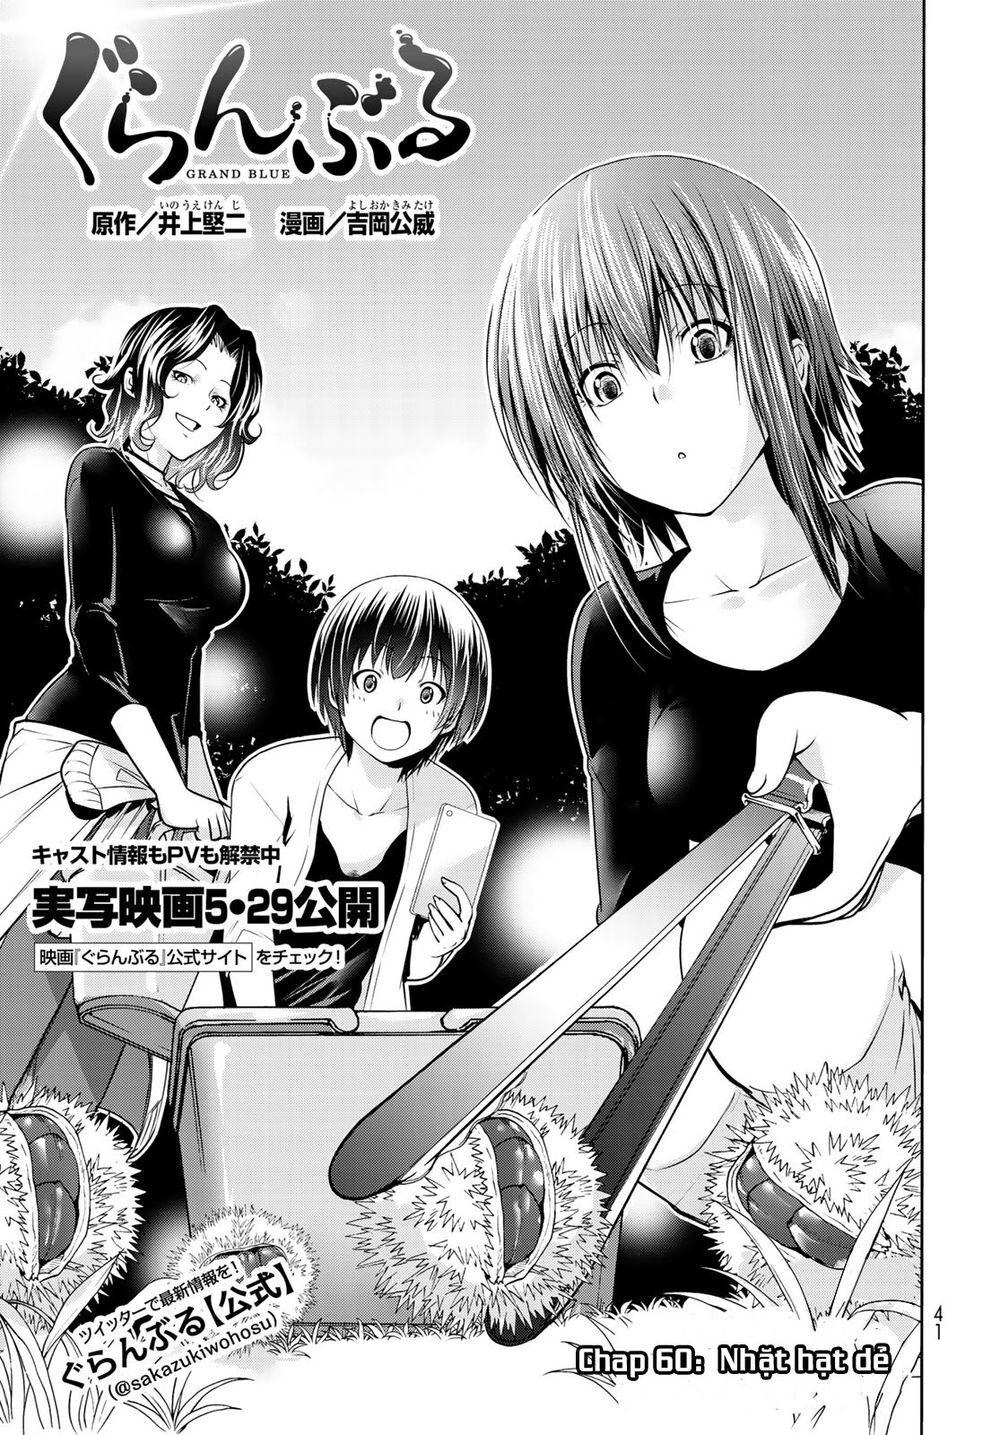 ぐらんぶる
GRAND BLUE
いのうえけんじ よしおかきみたけ
原作／井上堅二 漫画／吉岡公威
キャスト情報もPVも解禁中
実写映画5・29公開
映画『ぐらんぶる』公式サイト をチェック！
ツイッターで最新情報を！
ぐらんぶる【公式】
(@sakazukiwohosu)
41
Chap 60: Nhặt hạt dẻ